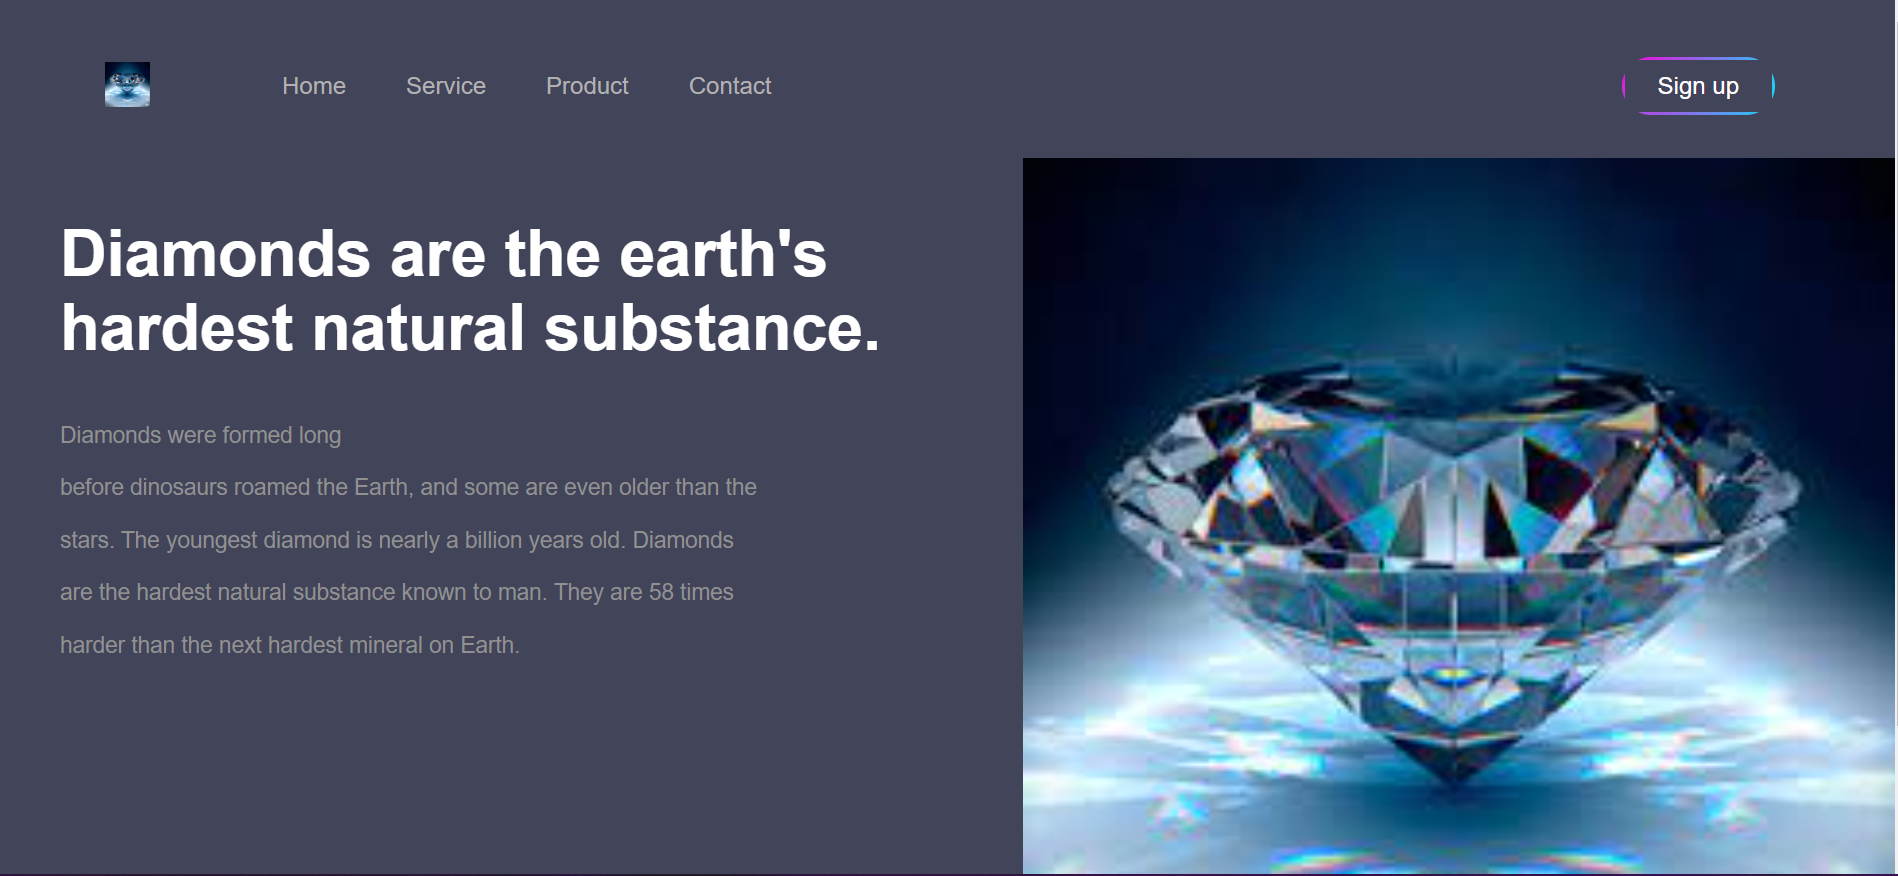 Home Service Product Contact Sign up
Diamonds are the earth's
hardest natural substance.
Diamonds were formed long
before dinosaurs roamed the Earth, and some are even older than the
stars. The youngest diamond is nearly a billion years old. Diamonds
are the hardest natural substance known to man. They are 58 times
harder than the next hardest mineral on Earth.